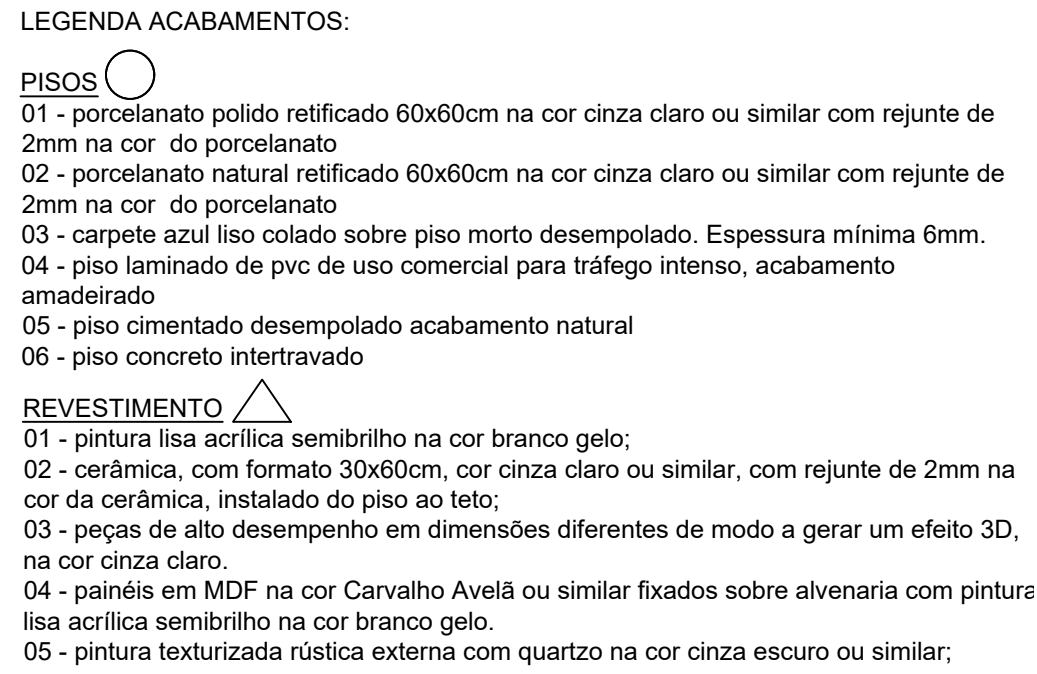 LEGENDA ACABAMENTOS:
PISOS
01 - porcelanato polido retificado 60x60cm na cor cinza claro ou similar com rejunte de
2mm na cor  do porcelanato
02 - porcelanato natural retificado 60x60cm na cor cinza claro ou similar com rejunte de
2mm na cor  do porcelanato
03 - carpete azul liso colado sobre piso morto desempolado. Espessura mínima 6mm.
04 - piso laminado de pvc de uso comercial para tráfego intenso, acabamento
amadeirado
05 - piso cimentado desempolado acabamento natural
06 - piso concreto intertravado
REVESTIMENTO
01 - pintura lisa acrílica semibrilho na cor branco gelo;
02 - cerâmica, com formato 30x60cm, cor cinza claro ou similar, com rejunte de 2mm na
cor da cerâmica, instalado do piso ao teto;
03 - peças de alto desempenho em dimensões diferentes de modo a gerar um efeito 3D,
na cor cinza claro.
04 - painéis em MDF na cor Carvalho Avelã ou similar fixados sobre alvenaria com pintura
lisa acrílica semibrilho na cor branco gelo.
05 - pintura texturizada rústica externa com quartzo na cor cinza escuro ou similar;